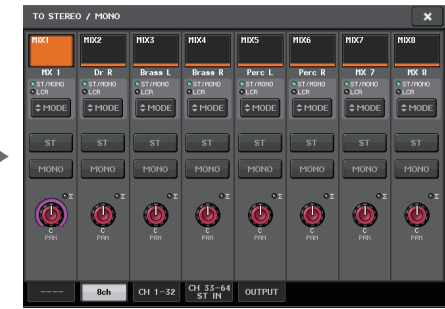 TO STEREO / MONO
MIX1 MIX2 MIX3 MIX4 MIX5 MIX6 MIX7 MIX8
MX 1 Dr R Brass L Brass R Perc L Perc R MX 7 MX 8
ST/MONO ST/MONO ST/MONO ST/MONO ST/MONO ST/MONO ST/MONO ST/MONO
LCR LCR LCR LCR LCR LCR LCR LCR
MODE MODE MODE MODE MODE MODE MODE MODE
ST ST ST ST ST ST ST ST
MONO MONO MONO MONO MONO MONO MONO MONO
Σ Σ Σ Σ Σ Σ Σ Σ
C C C C C C C C
PAN PAN PAN PAN PAN PAN PAN PAN
---- 8ch CH 1-32 CH 33-64 OUTPUT
ST IN